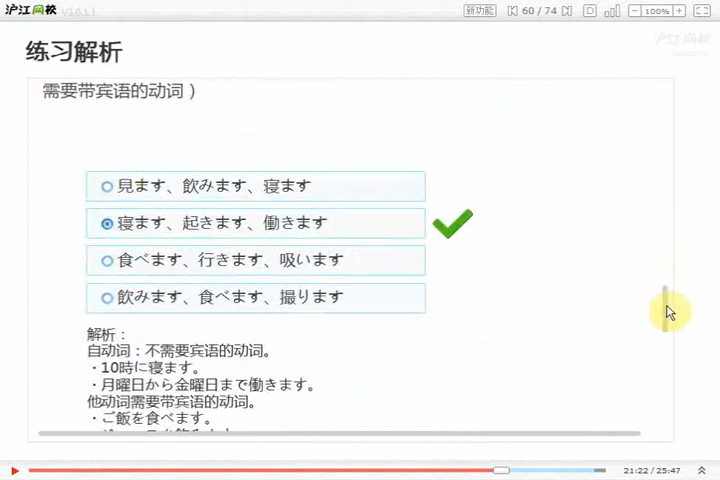 沪江网校 V3.0.1.1
新功能
60 / 74
D
100%
练习解析
沪江网校
需要带宾语的动词）
見ます、飲みます、寝ます
寝ます、起きます、働きます
食べます、行きます、吸います
飲みます、食べます、撮ります
解析：
自动词：不需要宾语的动词。
・10時に寝ます。
・月曜日から金曜日まで働きます。
他动词需要带宾语的动词。
・ご飯を食べます。
21:22 / 25:47